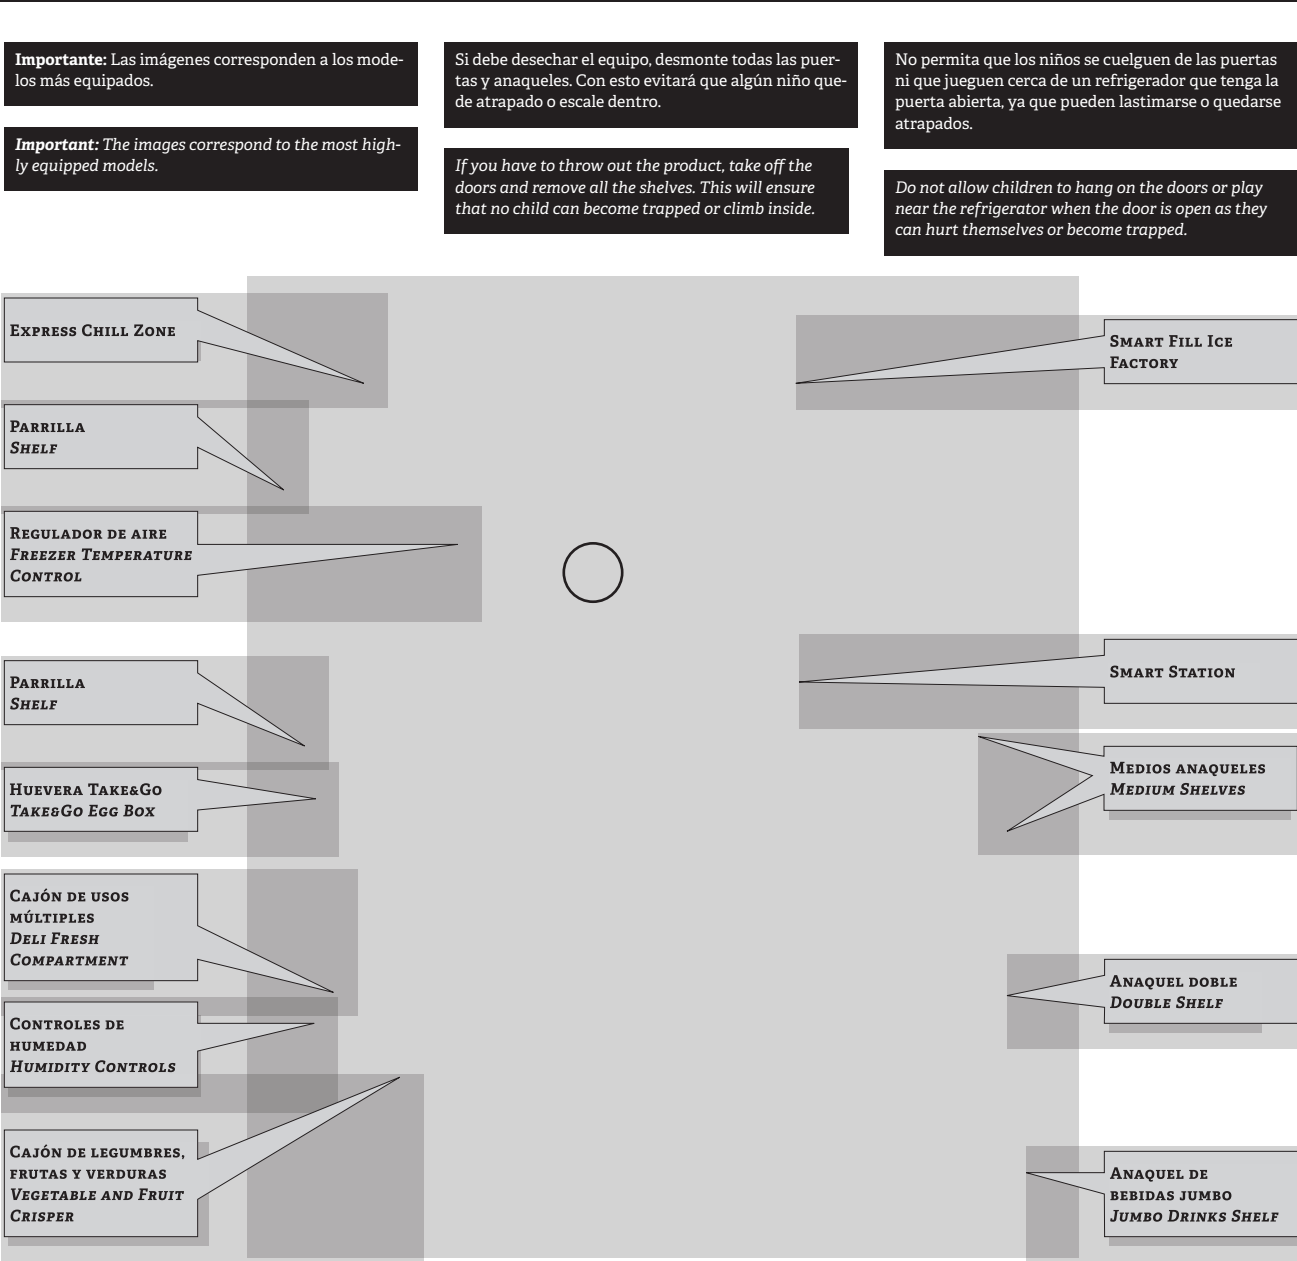 Importante: Las imágenes corresponden a los mode-
los más equipados.
Important: The images correspond to the most high-
ly equipped models.
Si debe desechar el equipo, desmonte todas las puer-
tas y anaqueles. Con esto evitará que algún niño que-
de atrapado o escale dentro.
If you have to throw out the product, take off the
doors and remove all the shelves. This will ensure
that no child can become trapped or climb inside.
No permita que los niños se cuelguen de las puertas
ni que jueguen cerca de un refrigerador que tenga la
puerta abierta, ya que pueden lastimarse o quedarse
atrapados.
Do not allow children to hang on the doors or play
near the refrigerator when the door is open as they
can hurt themselves or become trapped.
Express Chill Zone
Parrilla
Shelf
Regulador de aire
Freezer Temperature
Control
Parrilla
Shelf
Huevera Take&Go
Take&Go Egg Box
Cajón de usos
múltiples
Deli Fresh
Compartment
Controles de
humedad
Humidity Controls
Cajón de legumbres,
frutas y verduras
Vegetable and Fruit
Crisper
Smart Fill Ice
Factory
Smart Station
Medios anaqueles
Medium Shelves
Anaquel doble
Double Shelf
Anaquel de
bebidas jumbo
Jumbo Drinks Shelf